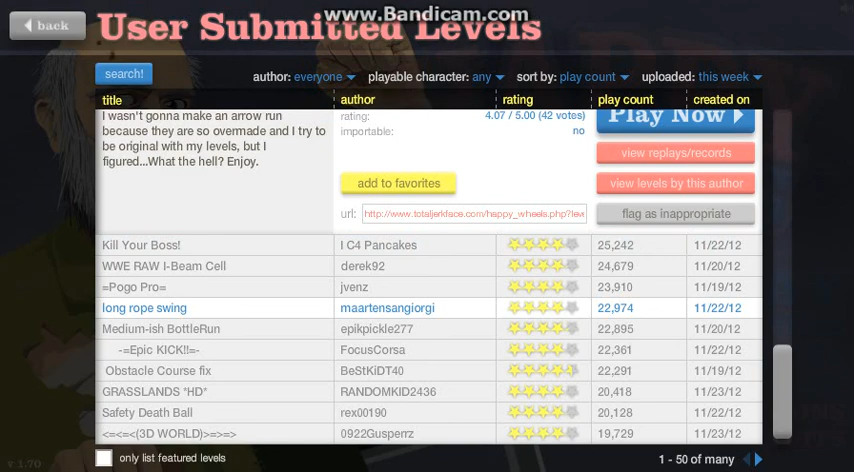 www.Bandicam.com
back
User Submitted Levels
search!
author: everyone playable character: any sort by: play count uploaded: this week
title author rating play count created on
I wasn't gonna make an arrow run
because they are so overmade and I try to
be original with my levels, but I
figured...What the hell? Enjoy.
rating: 4.07 / 5.00 (42 votes)
importable: no
add to favorites
url: http://www.totaljerkface.com/happy_wheels.php?leve
Play Now
view replays/records
view levels by this author
flag as inappropriate
Kill Your Boss! I C4 Pancakes 25,242 11/22/12
WWE RAW I-Beam Cell derek92 24,679 11/20/12
=Pogo Pro= jvenz 23,910 11/19/12
long rope swing maartensangiorgi 22,974 11/22/12
Medium-ish BottleRun epikpickle277 22,895 11/20/12
-=Epic KICK!!=- FocusCorsa 22,361 11/22/12
Obstacle Course fix BeStKiDT40 22,291 11/19/12
GRASSLANDS *HD* RANDOMKID2436 20,418 11/23/12
Safety Death Ball rex00190 20,128 11/22/12
<=<=<(3D WORLD)>=>=> 0922Gusperrz 19,729 11/23/12
only list featured levels
1 - 50 of many
v 1.70